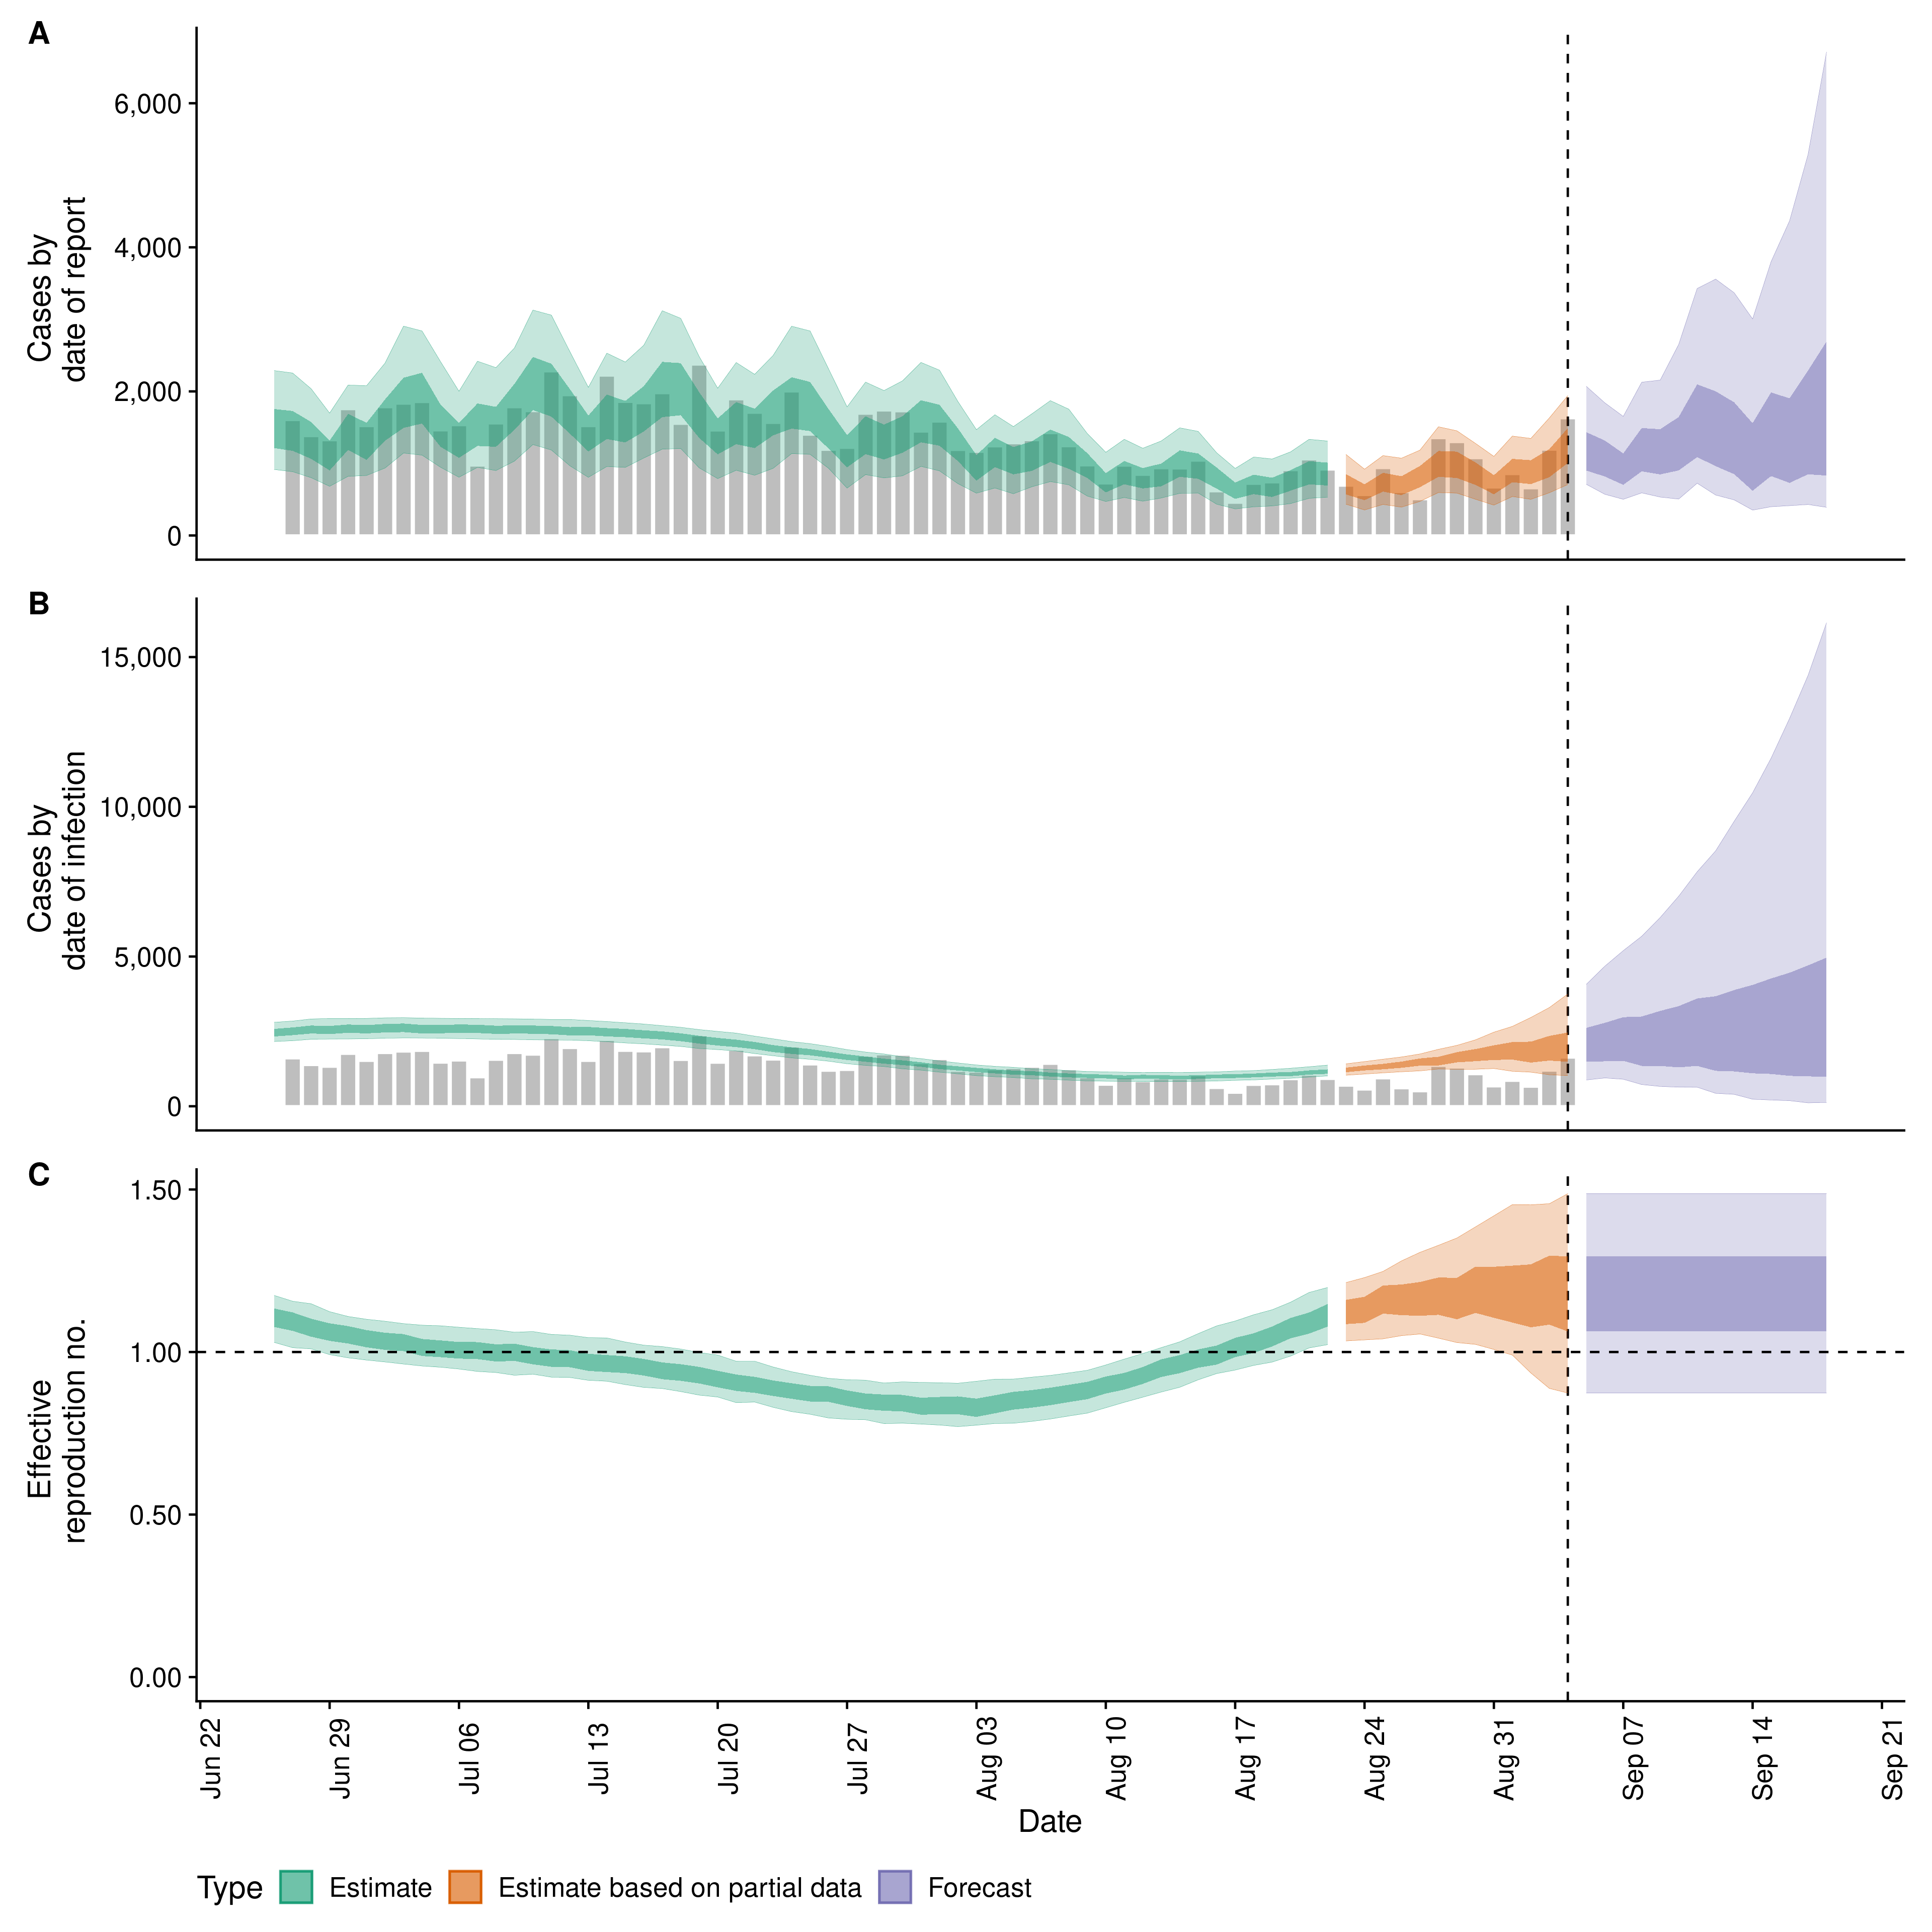 A
6,000
4,000
2,000
0
Cases by
date of report
B
15,000
10,000
5,000
0
Cases by
date of infection
C
1.50
1.00
0.50
0.00
Effective
reproduction no.
Jun 22
Jun 29
Jul 06
Jul 13
Jul 20
Jul 27
Aug 03
Aug 10
Aug 17
Aug 24
Aug 31
Sep 07
Sep 14
Sep 21
Date
Type Estimate Estimate based on partial data Forecast